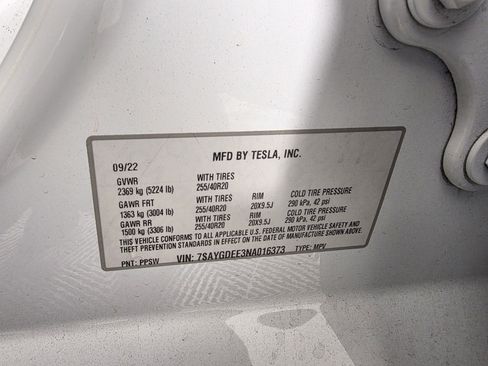 MFD BY TESLA, INC.
09/22
GVWR WITH TIRES
2369 kg (5224 lb) 255/40R20
GAWR FRT WITH TIRES RIM COLD TIRE PRESSURE
1363 kg (3004 lb) 255/40R20 20X9.5J 290 kPa, 42 psi
GAWR RR WITH TIRES RIM COLD TIRE PRESSURE
1500 kg (3306 lb) 255/40R20 20X9.5J 290 kPa, 42 psi
THIS VEHICLE CONFORMS TO ALL APPLICABLE U.S. FEDERAL MOTOR VEHICLE SAFETY AND
THEFT PREVENTION STANDARDS IN EFFECT ON THE DATE OF MANUFACTURE SHOWN ABOVE.
PNT: PPSW VIN: 7SAYGDEE3NA016373 TYPE: MPV